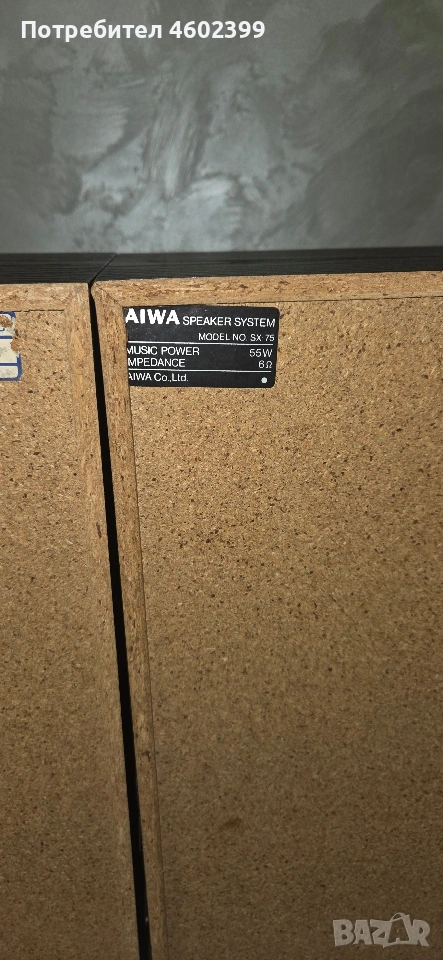 Потребител 4602399
AIWA SPEAKER SYSTEM
MODEL NO. SX-75
MUSIC POWER 55W
IMPEDANCE 6Ω
AIWA Co., Ltd.
BAZAR